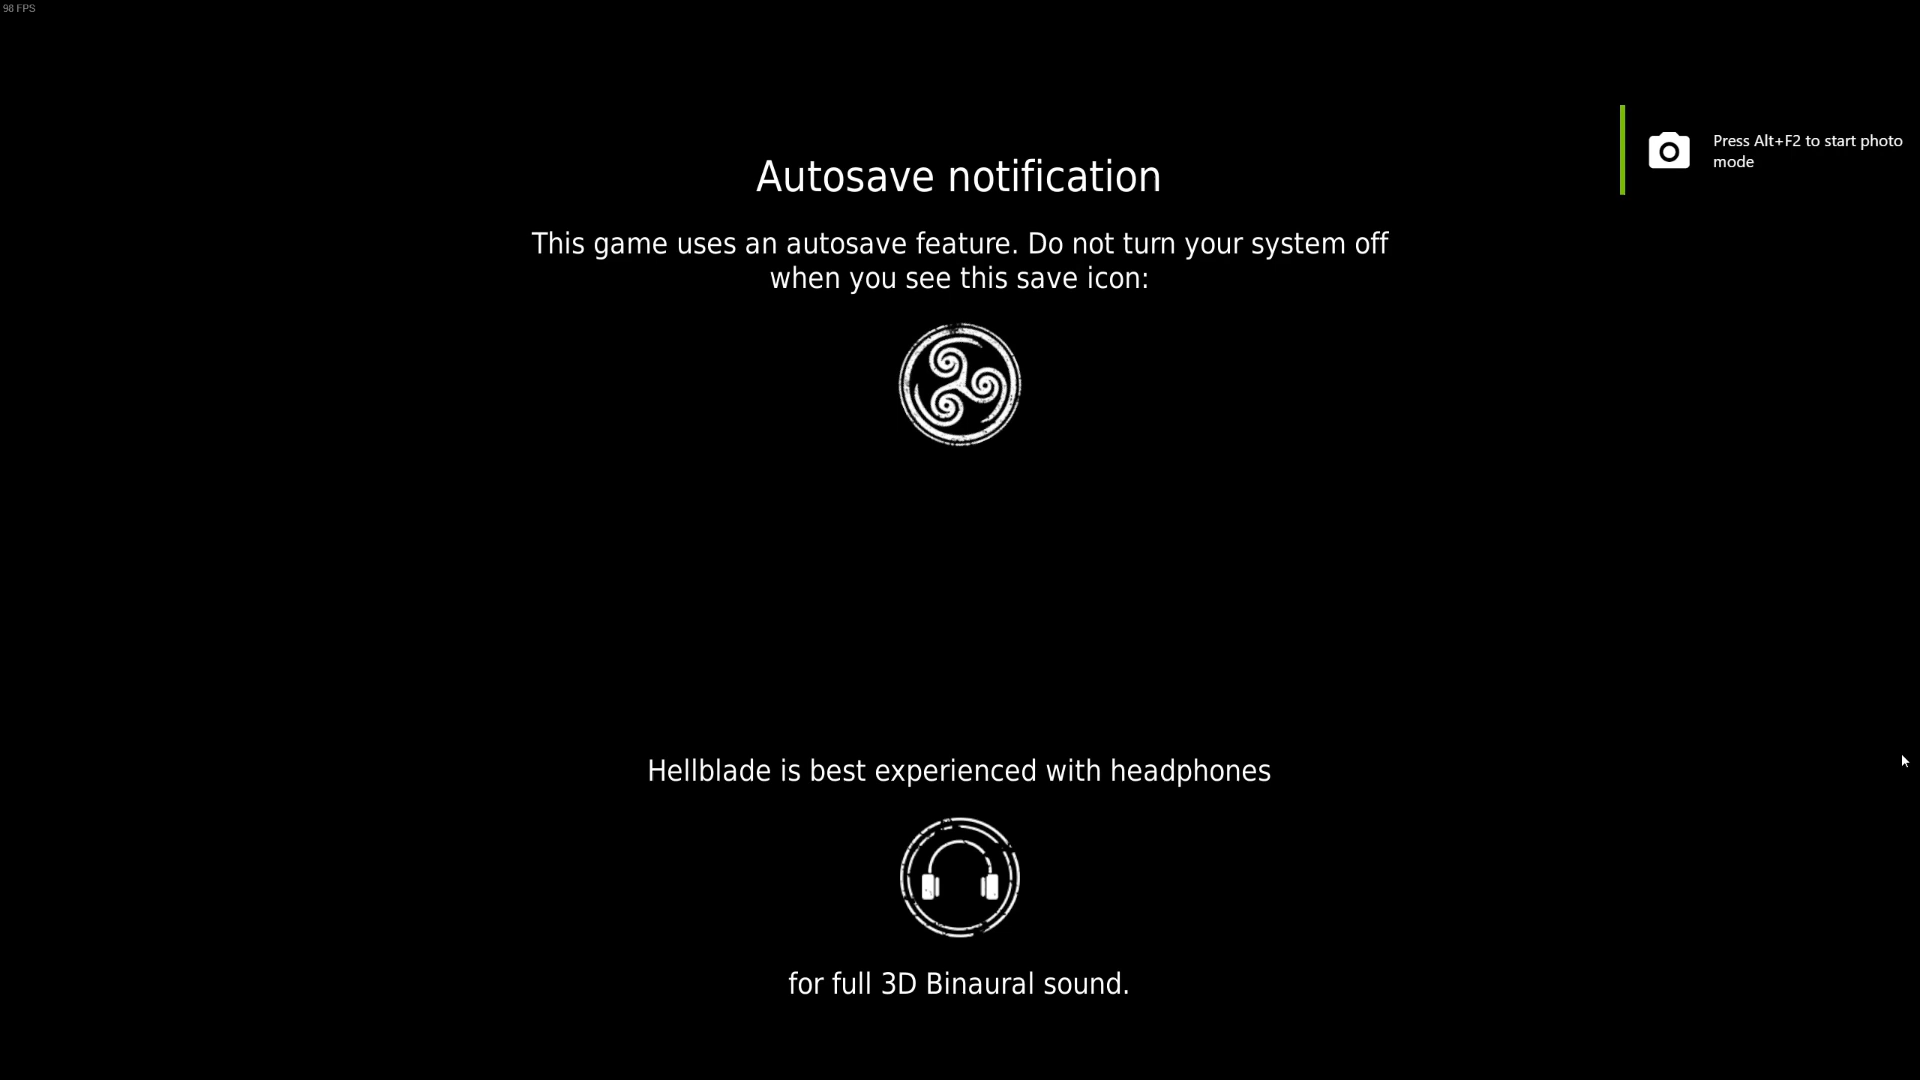 98 FPS
Press Alt+F2 to start photo
mode
Autosave notification
This game uses an autosave feature. Do not turn your system off
when you see this save icon:
Hellblade is best experienced with headphones
for full 3D Binaural sound.